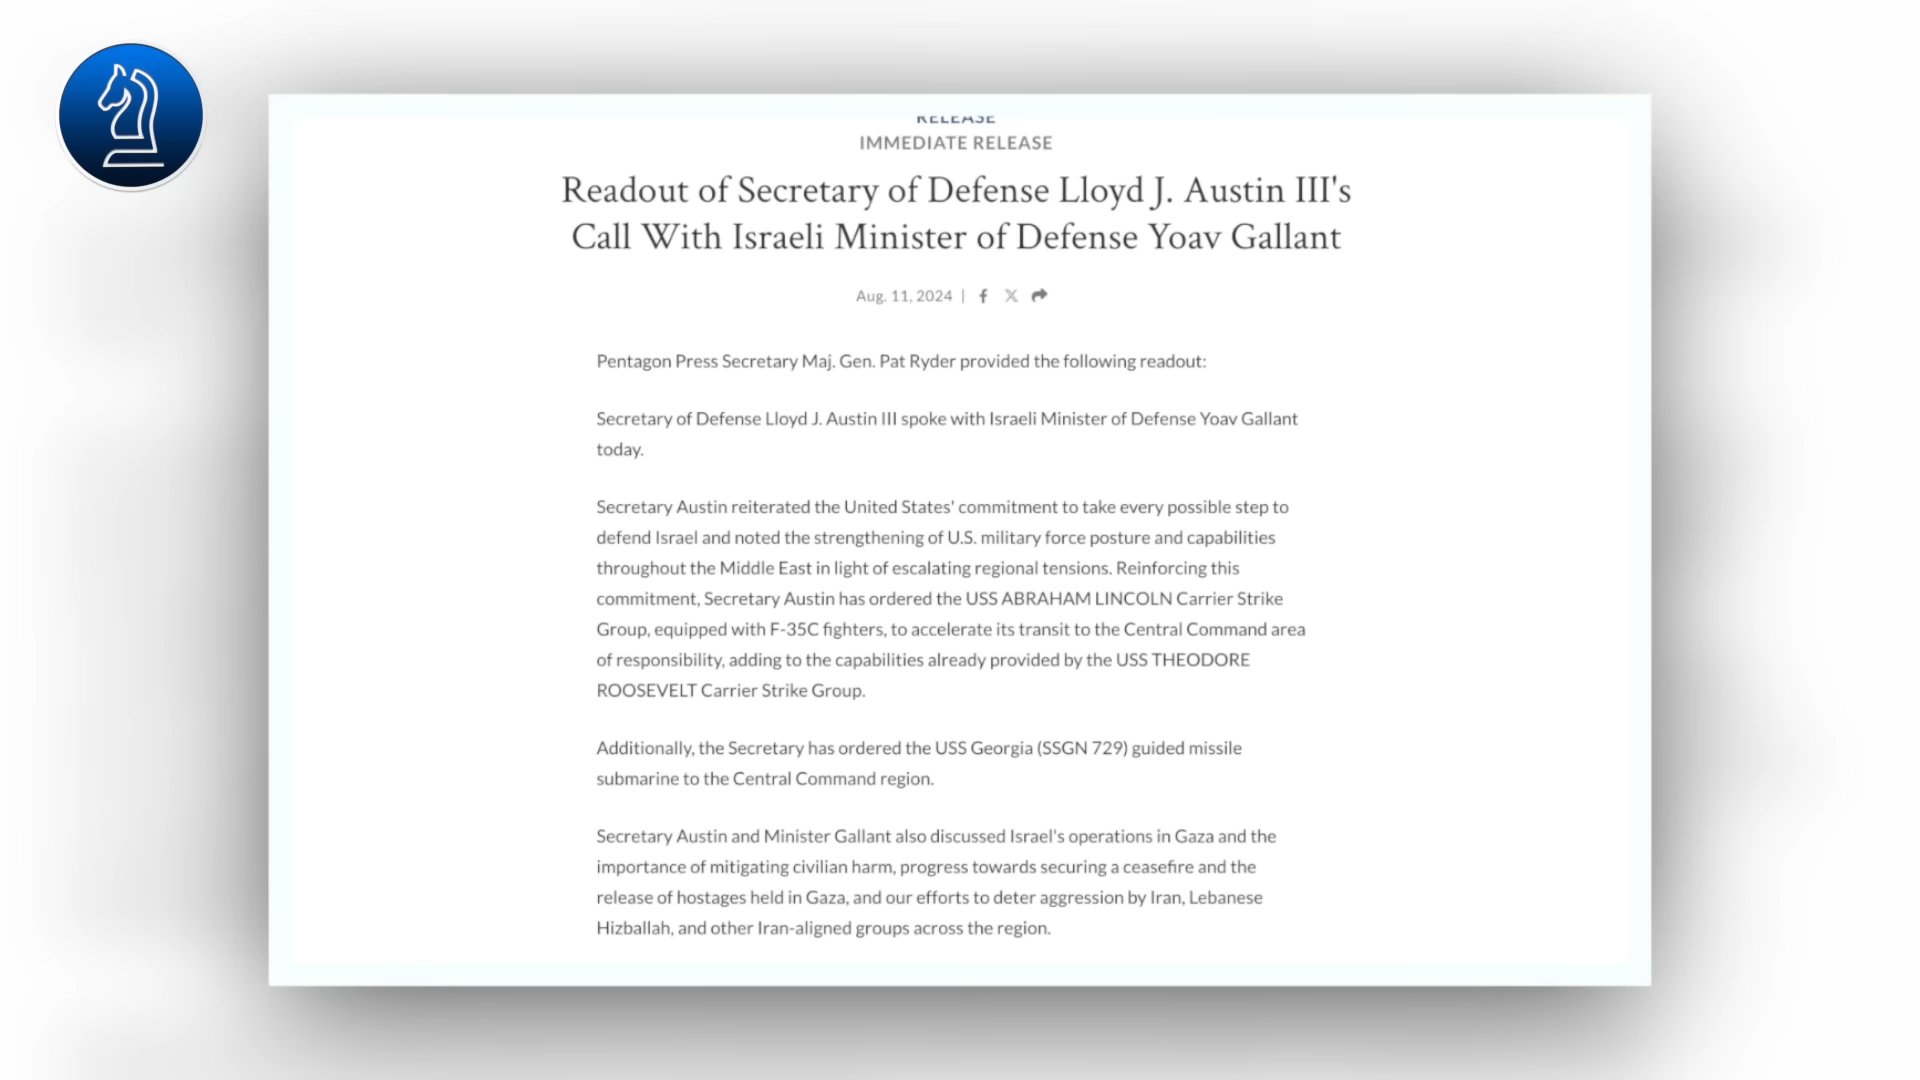 RELEASE
IMMEDIATE RELEASE
Readout of Secretary of Defense Lloyd J. Austin III's
Call With Israeli Minister of Defense Yoav Gallant
Aug. 11, 2024 |
Pentagon Press Secretary Maj. Gen. Pat Ryder provided the following readout:
Secretary of Defense Lloyd J. Austin III spoke with Israeli Minister of Defense Yoav Gallant
today.
Secretary Austin reiterated the United States' commitment to take every possible step to
defend Israel and noted the strengthening of U.S. military force posture and capabilities
throughout the Middle East in light of escalating regional tensions. Reinforcing this
commitment, Secretary Austin has ordered the USS ABRAHAM LINCOLN Carrier Strike
Group, equipped with F-35C fighters, to accelerate its transit to the Central Command area
of responsibility, adding to the capabilities already provided by the USS THEODORE
ROOSEVELT Carrier Strike Group.
Additionally, the Secretary has ordered the USS Georgia (SSGN 729) guided missile
submarine to the Central Command region.
Secretary Austin and Minister Gallant also discussed Israel's operations in Gaza and the
importance of mitigating civilian harm, progress towards securing a ceasefire and the
release of hostages held in Gaza, and our efforts to deter aggression by Iran, Lebanese
Hizballah, and other Iran-aligned groups across the region.